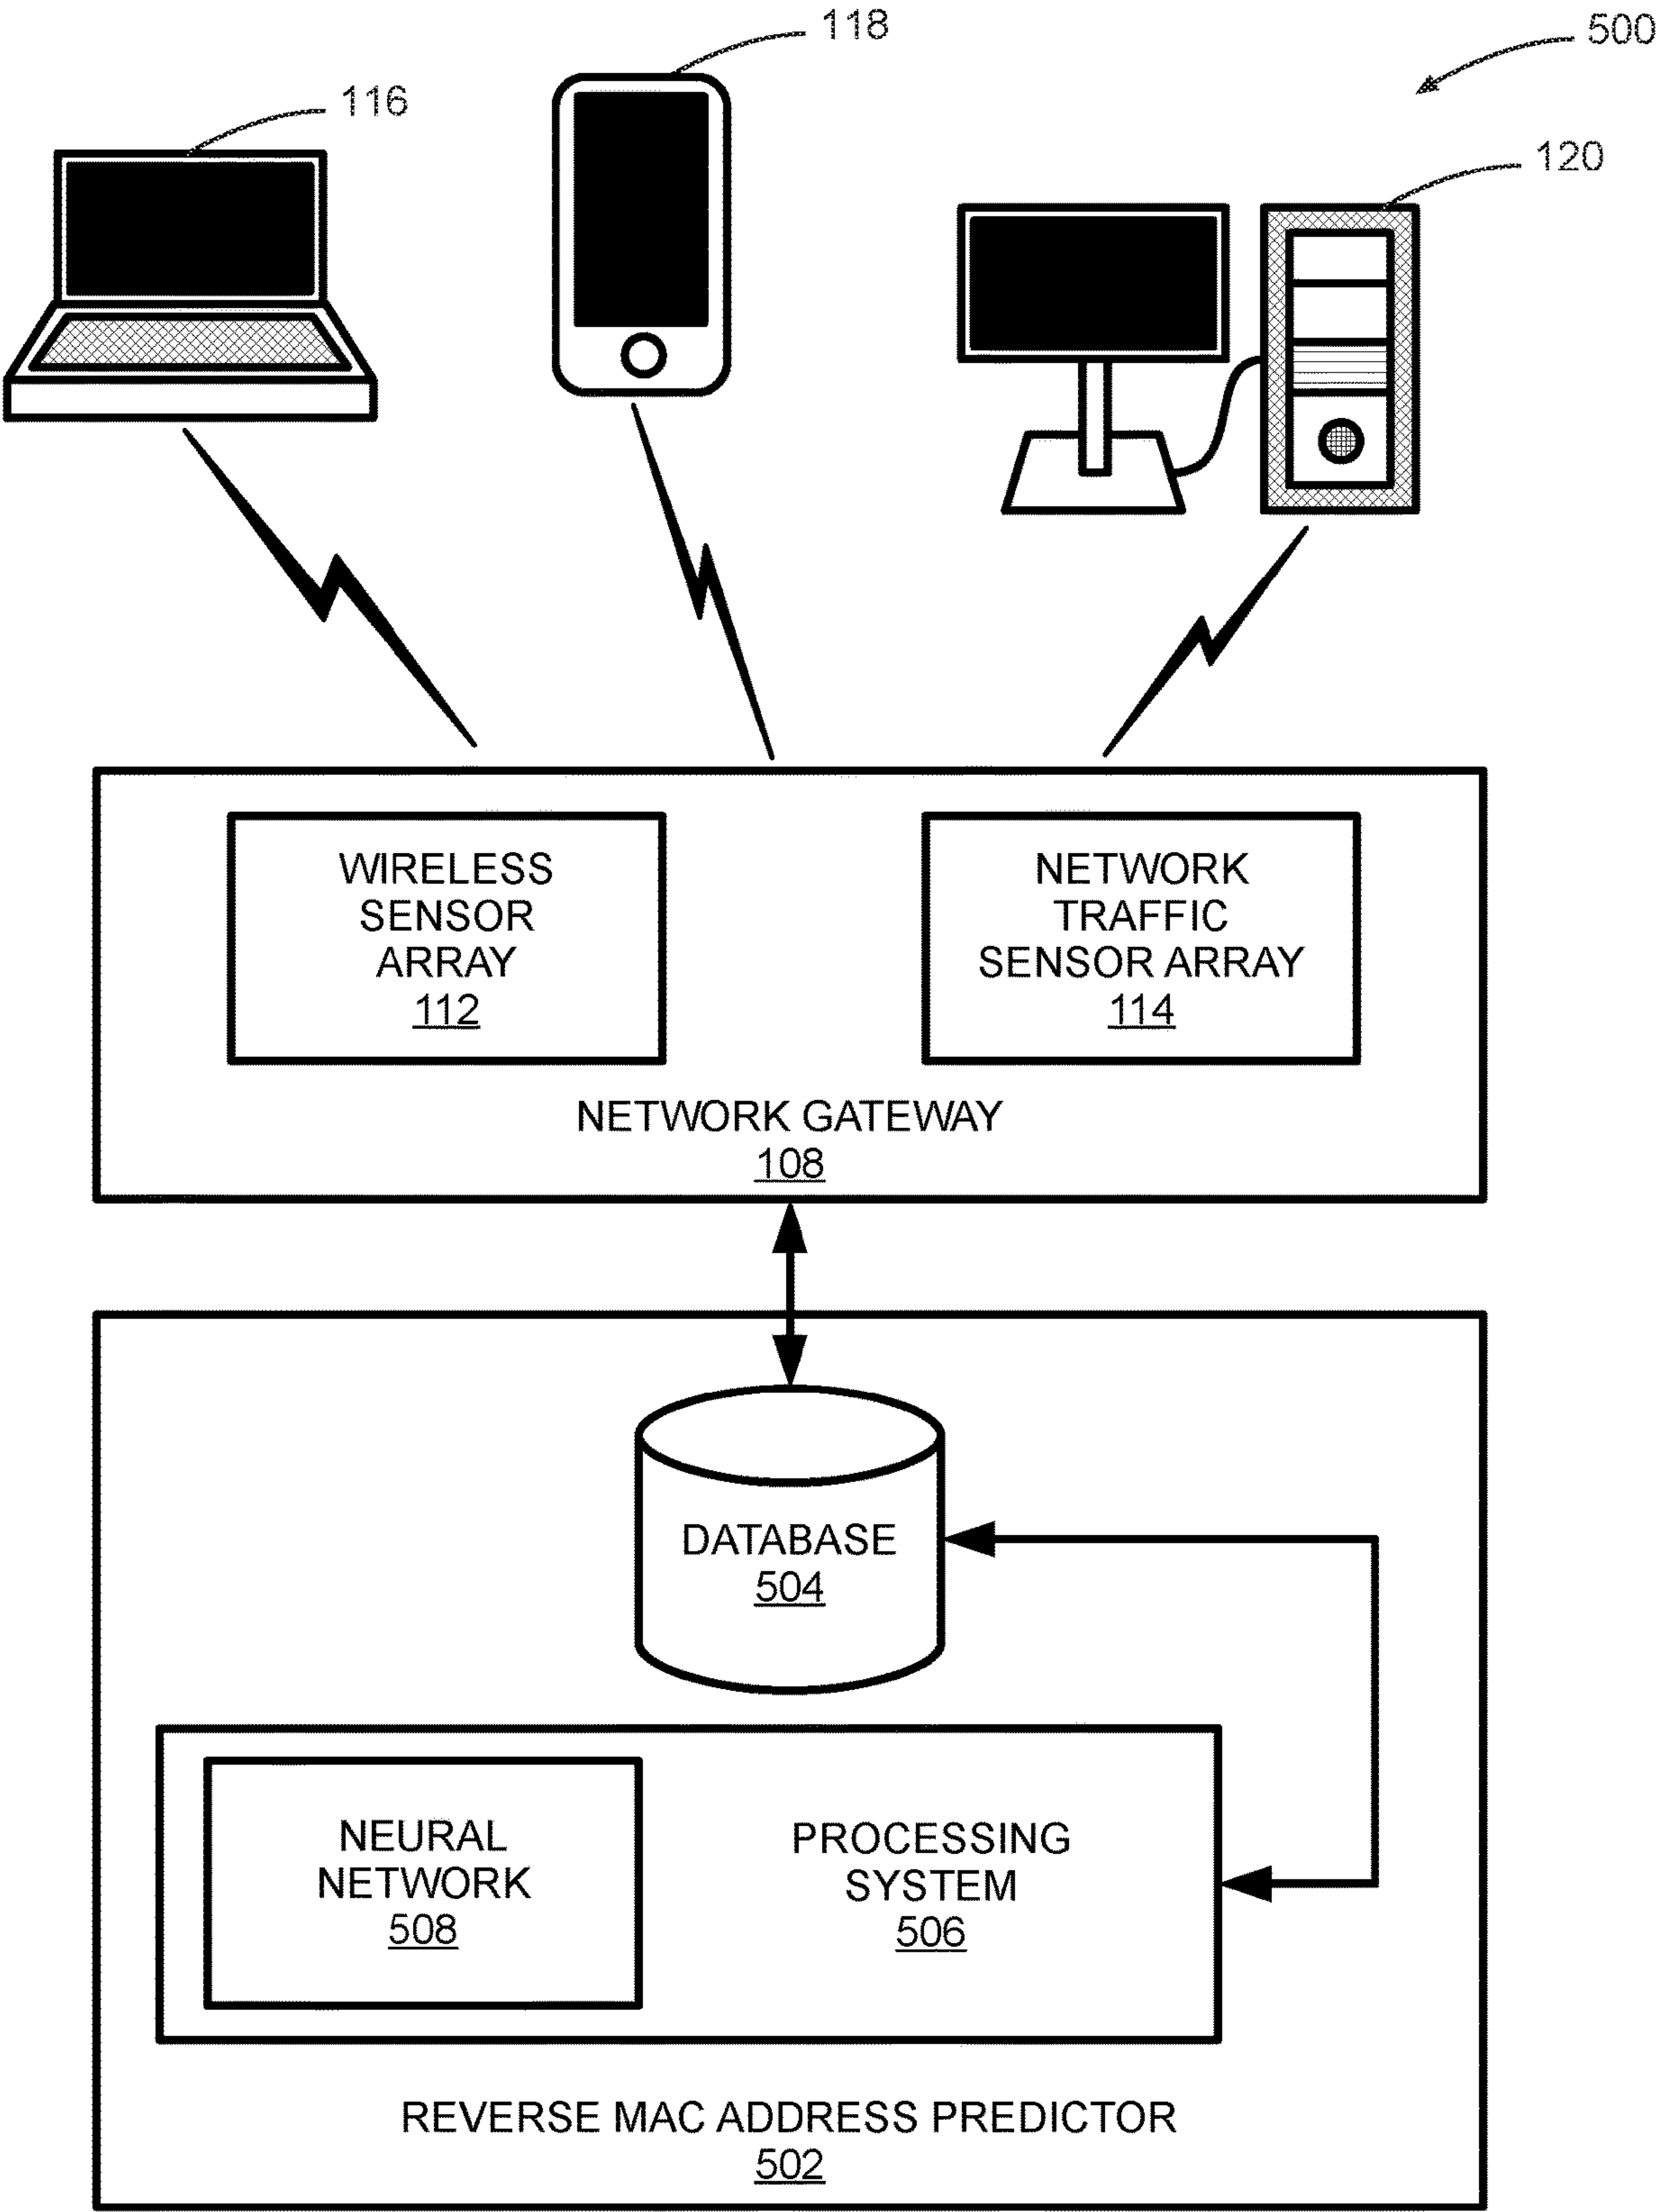 118
500
116
120
WIRELESS
SENSOR
ARRAY
112
NETWORK
TRAFFIC
SENSOR ARRAY
114
NETWORK GATEWAY
108
DATABASE
504
NEURAL
NETWORK
508
PROCESSING
SYSTEM
506
REVERSE MAC ADDRESS PREDICTOR
502